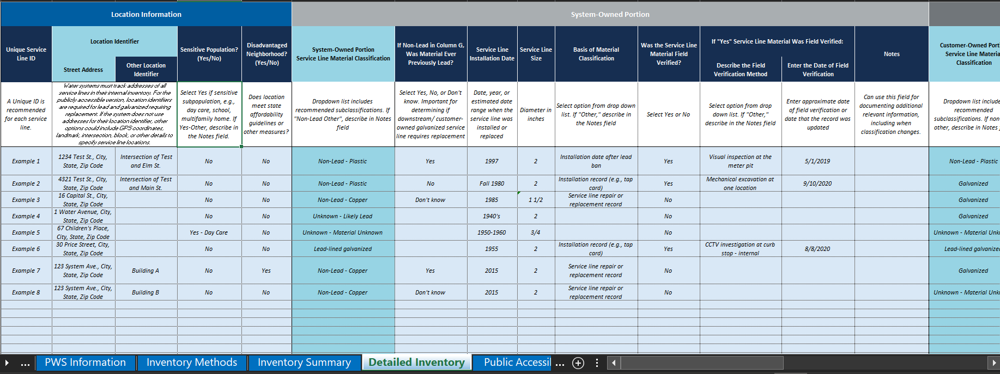 Location Information
System-Owned Portion
Unique Service
Line ID
Location Identifier
Street Address
Other Location
Identifier
Sensitive Population?
(Yes/No)
Disadvantaged
Neighborhood?
(Yes/No)
System-Owned Portion
Service Line Material Classification
If Non-Lead in Column G,
Was Material Ever
Previously Lead?
Service Line
Installation Date
Service Line
Size
Basis of Material
Classification
Was the Service Line
Material Field
Verified?
If "Yes" Service Line Material Was Field Verified:
Describe the Field
Verification Method
Enter the Date of Field
Verification
Notes
Customer-Owned Porti
Service Line Materia
Classification
A Unique ID is
recommended
for each service
line.
Water systems must track addresses of all
service lines in their internal inventory. For the
publicly accessible version, location identifiers
are required for lead and galvanized requiring
replacement. If the system does not use
addresses for their location identifier, other
options could include GPS coordinates,
landmark, intersection, block, or other details to
specify service line locations.
Select Yes if sensitive
subpopulation, e.g.,
day care, school,
multifamily home. If
Yes-Other, describe in
the Notes field.
Does location
meet state
affordability
guidelines or
other measures?
Dropdown list includes
recommended subclassifications. If
"Non-Lead Other", describe in Notes
field
Select Yes, No, or Don't
know. Important for
determining if
downstream/ customer-
owned galvanized service
line requires replacement
Date, year, or
estimated date
range when the
service line was
installed or
replaced
Diameter in
inches
Select option from drop down
list. If "Other," describe in
the Notes field
Select Yes or No
Select option from drop
down list. If "Other,"
describe in the Notes field
Enter approximate date
of field verification or
date that the record was
updated
Can use this field for
documenting additional
relevant information,
including when
classification changes.
Dropdown list include
recommended
subclassifications. If non-
other, describe in Notes
Example 1
1234 Test St., City,
State, Zip Code
Intersection of Test
and Elm St.
No
No
Non-Lead - Plastic
Yes
1997
2
Installation date after lead
ban
Yes
Visual inspection at the
meter pit
5/1/2019
Non-Lead - Plastic
Example 2
4321 Test St., City,
State, Zip Code
Intersection of Test
and Main St.
No
No
Non-Lead - Plastic
No
Fall 1980
2
Installation record (e.g., tap
card)
Yes
Mechanical excavation at
one location
9/10/2020
Galvanized
Example 3
16 Capital St., City,
State, Zip Code
No
No
Non-Lead - Copper
Don't know
1985
1 1/2
Service line repair or
replacement record
No
Galvanized
Example 4
1 Water Avenue, City,
State, Zip Code
No
No
Unknown - Likely Lead
1940's
2
No
Galvanized
Example 5
67 Children's Place,
City, State, Zip Code
Yes - Day Care
No
Unknown - Material Unknown
1950-1960
3/4
No
Unknown - Material Unk
Example 6
30 Price Street, City,
State, Zip Code
No
No
Lead-lined galvanized
1955
2
Installation record (e.g., tap
card)
Yes
CCTV investigation at curb
stop - internal
8/8/2020
Lead-lined galvanize
Example 7
123 System Ave., City,
State, Zip Code
Building A
No
Yes
Non-Lead - Copper
Yes
2015
2
Service line repair or
replacement record
No
Galvanized
Example 8
123 System Ave., City,
State, Zip Code
Building B
No
No
Non-Lead - Copper
Don't know
2015
2
Service line repair or
replacement record
No
Unknown - Material Unk
... PWS Information Inventory Methods Inventory Summary Detailed Inventory Public Accessi ...